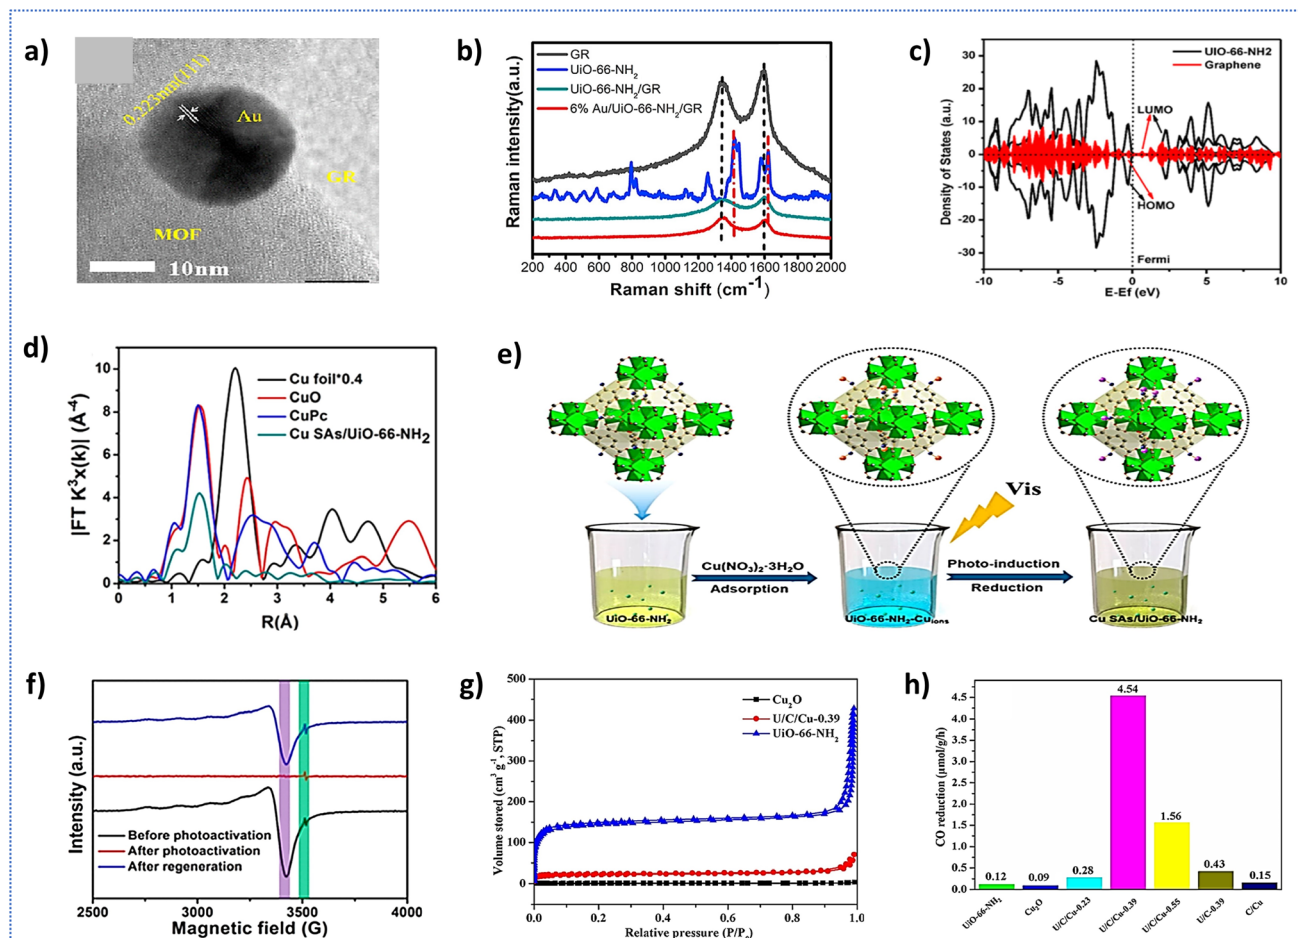 a)
0.223nm(111)
Au
GR
MOF
10nm
b)
Raman intensity(a.u.)
GR
UiO-66-NH₂
UiO-66-NH₂/GR
6% Au/UiO-66-NH₂/GR
200 400 600 800 1000 1200 1400 1600 1800 2000
Raman shift (cm⁻¹)
c)
Density of States (a.u.)
30
20
10
0
10
20
30
UIO-66-NH2
Graphene
LUMO
HOMO
Fermi
-10 -5 0 5 10
E-Ef (eV)
d)
|FT K³x(k)| (Å⁻⁴)
10
8
6
4
2
0
Cu foil*0.4
CuO
CuPc
Cu SAs/UiO-66-NH₂
0 1 2 3 4 5 6
R(Å)
e)
Vis
Cu(NO₃)₂·3H₂O
Adsorption
Photo-induction
Reduction
UiO-66-NH₂
UiO-66-NH₂-Cuᵢₒₙₛ
Cu SAs/UiO-66-NH₂
f)
Intensity (a.u.)
Before photoactivation
After photoactivation
After regeneration
2500 3000 3500 4000
Magnetic field (G)
g)
Volume stored (cm³ g⁻¹, STP)
500
400
300
200
100
0
Cu₂O
U/C/Cu-0.39
UiO-66-NH₂
0.0 0.2 0.4 0.6 0.8 1.0
Relative pressure (P/P₀)
h)
CO reduction (μmol/g/h)
4.5
4.0
3.5
3.0
2.5
2.0
1.5
1.0
0.5
0.0
0.12
0.09
0.28
4.54
1.56
0.43
0.15
UiO-66-NH₂
Cu₂O
U/C/Cu-0.23
U/C/Cu-0.39
U/C/Cu-0.55
U/C-0.39
C/Cu